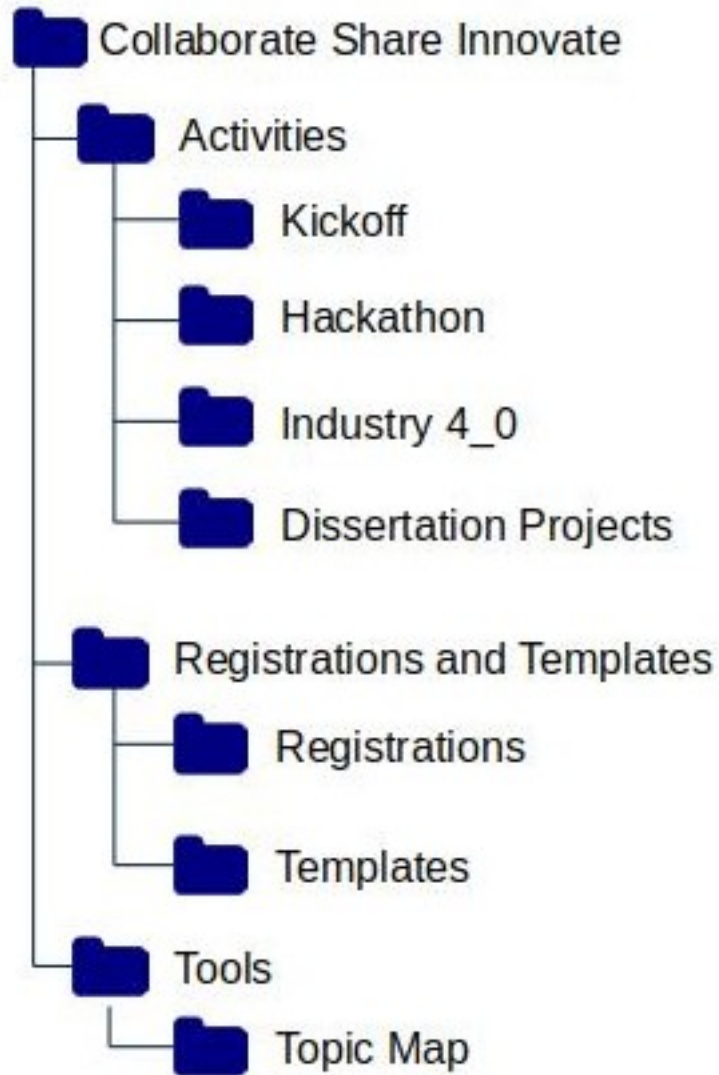 Collaborate Share Innovate
Activities
Kickoff
Hackathon
Industry 4_0
Dissertation Projects
Registrations and Templates
Registrations
Templates
Tools
Topic Map